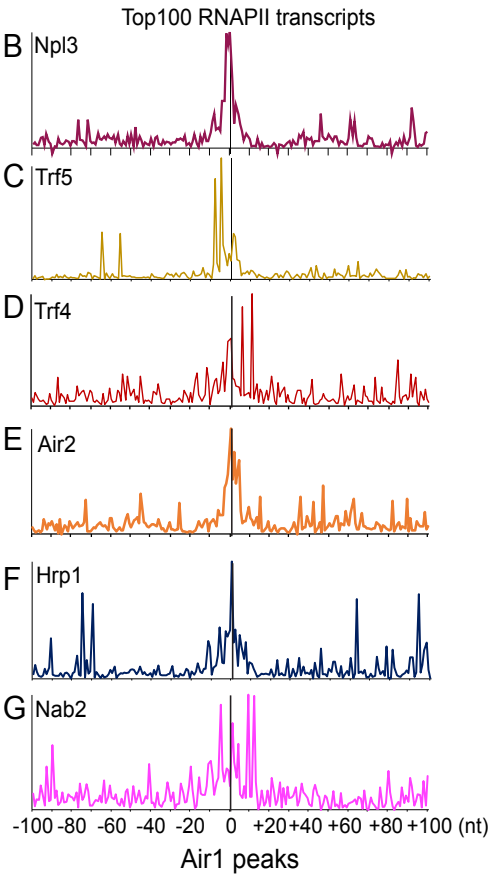 Top100 RNAPII transcripts
B Npl3
C Trf5
D Trf4
E Air2
F Hrp1
G Nab2
-100 -80 -60 -40 -20 0 +20 +40 +60 +80 +100 (nt)
Air1 peaks